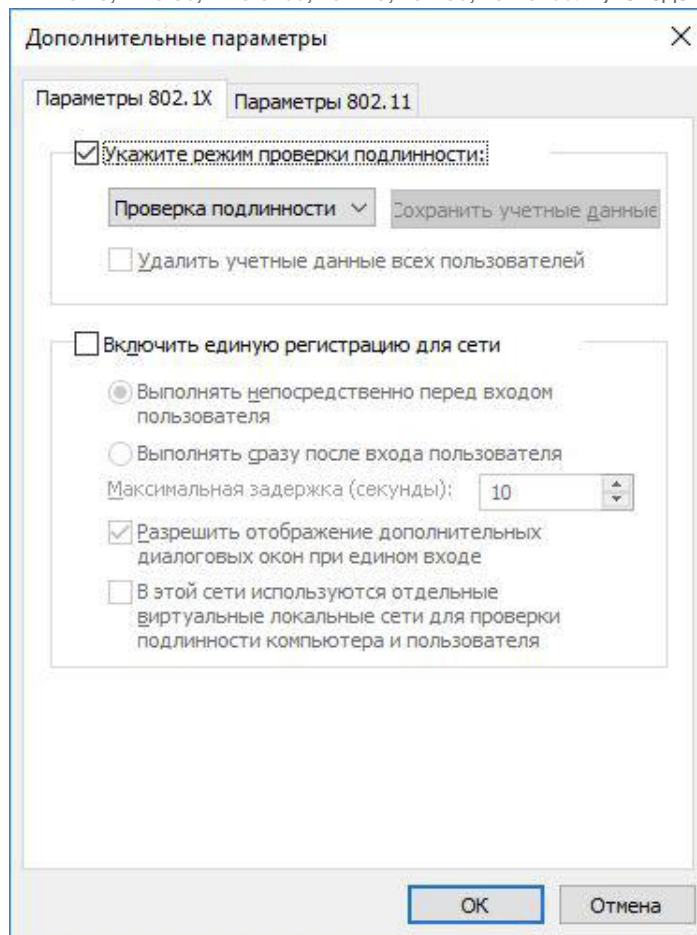 Дополнительные параметры
Параметры 802.1X
Параметры 802.11
Укажите режим проверки подлинности:
Проверка подлинности
Сохранить учетные данные
Удалить учетные данные всех пользователей
Включить единую регистрацию для сети
Выполнять непосредственно перед входом
пользователя
Выполнять сразу после входа пользователя
Максимальная задержка (секунды): 10
Разрешить отображение дополнительных
диалоговых окон при едином входе
В этой сети используются отдельные
виртуальные локальные сети для проверки
подлинности компьютера и пользователя
ОК
Отмена